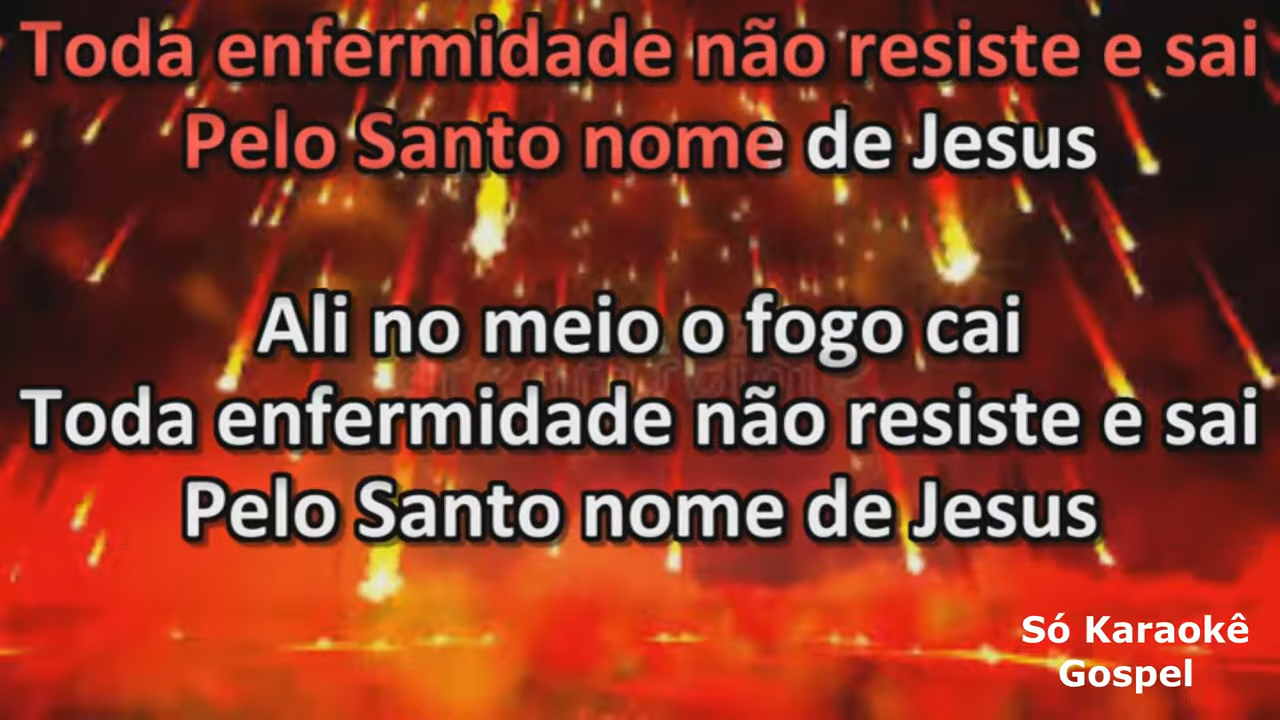 Toda enfermidade não resiste e sai
Pelo Santo nome de Jesus
Ali no meio o fogo cai
Toda enfermidade não resiste e sai
Pelo Santo nome de Jesus
Só Karaokê
Gospel